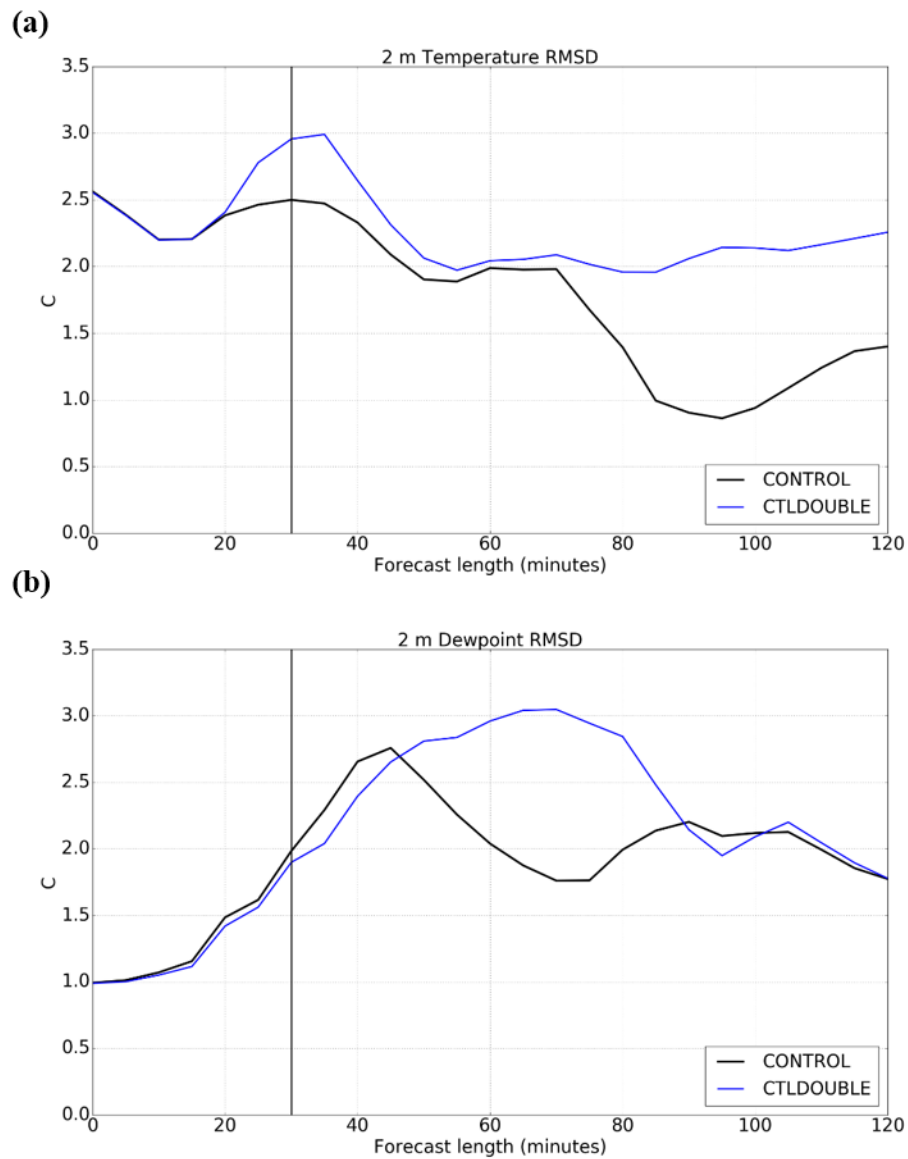 (a)
2 m Temperature RMSD
3.5
3.0
2.5
2.0
1.5
1.0
0.5
0.0
C
CONTROL
CTLDOUBLE
0 20 40 60 80 100 120
Forecast length (minutes)
(b)
2 m Dewpoint RMSD
3.5
3.0
2.5
2.0
1.5
1.0
0.5
0.0
C
CONTROL
CTLDOUBLE
0 20 40 60 80 100 120
Forecast length (minutes)